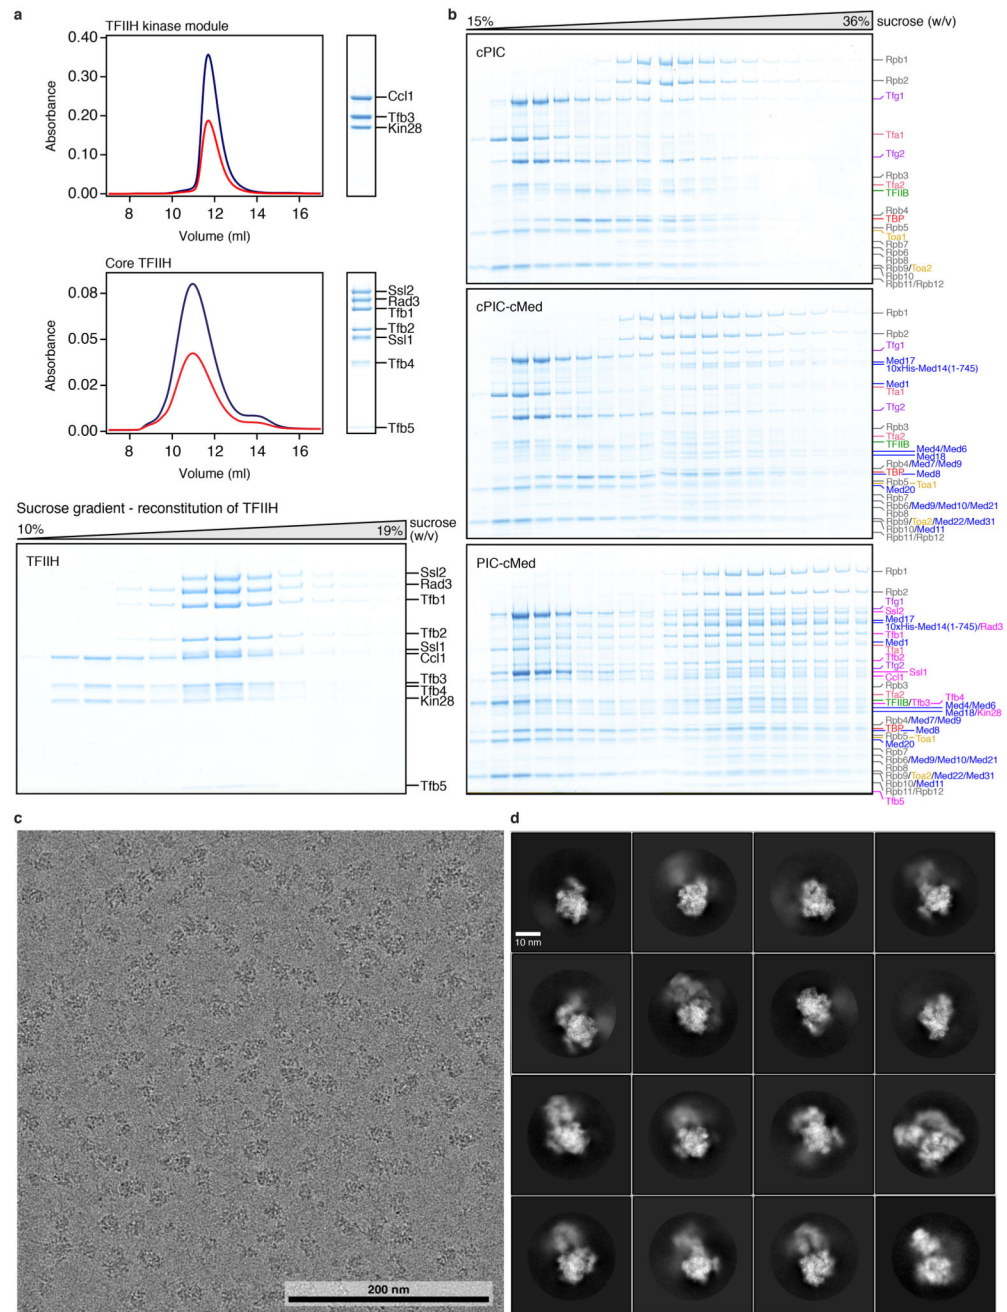 a
TFIIH kinase module
0.40
0.30
0.20
0.10
0.00
Absorbance
8 10 12 14 16
Volume (ml)
Ccl1
Tfb3
Kin28
Core TFIIH
0.08
0.05
0.02
0.00
Absorbance
8 10 12 14 16
Volume (ml)
Ssl2
Rad3
Tfb1
Tfb2
Ssl1
Tfb4
Tfb5
Sucrose gradient - reconstitution of TFIIH
10% 19% sucrose
(w/v)
TFIIH
Ssl2
Rad3
Tfb1
Tfb2
Ssl1
Ccl1
Tfb3
Tfb4
Kin28
Tfb5
b
15% 36% sucrose (w/v)
cPIC
Rpb1
Rpb2
Tfg1
Tfa1
Tfg2
Rpb3
Tfa2
TFIIB
Rpb4
TBP
Rpb5
Toa1
Rpb7
Rpb6
Rpb8
Rpb9/Toa2
Rpb10
Rpb11/Rpb12
cPIC-cMed
Rpb1
Rpb2
Tfg1
Med17
10xHis-Med14(1-745)
Med1
Tfa1
Tfg2
Rpb3
Tfa2
TFIIB
Med4/Med6
Med18
Rpb4/Med7/Med9
TBP Med8
Rpb5 Toa1
Med20
Rpb7
Rpb6/Med9/Med10/Med21
Rpb8
Rpb9/Toa2/Med22/Med31
Rpb10/Med11
Rpb11/Rpb12
PIC-cMed
Rpb1
Rpb2
Tfg1
Ssl2
Med17
10xHis-Med14(1-745)/Rad3
Tfb1
Med1
Tfa1
Tfb2
Tfg2
Ssl1
Ccl1
Rpb3
Tfa2
Tfb4
TFIIB/Tfb3
Med4/Med6
Med18/Kin28
Rpb4/Med7/Med9
TBP Med8
Rpb5 Toa1
Med20
Rpb7
Rpb6/Med9/Med10/Med21
Rpb8
Rpb9/Toa2/Med22/Med31
Rpb10/Med11
Rpb11/Rpb12
Tfb5
c
200 nm
d
10 nm